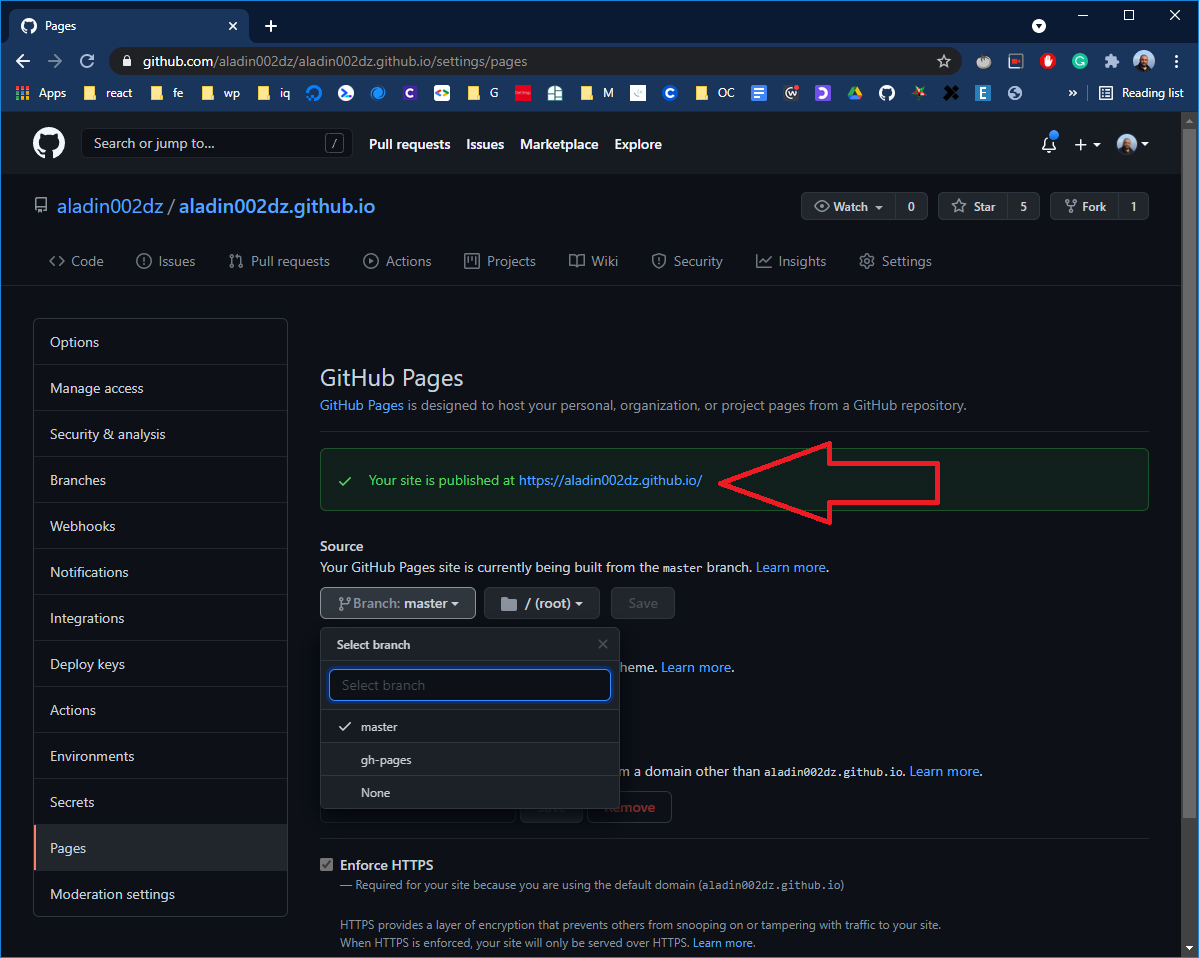 Pages
github.com/aladin002dz/aladin002dz.github.io/settings/pages
Apps react fe wp iq G M OC » Reading list
Search or jump to... / Pull requests Issues Marketplace Explore
aladin002dz / aladin002dz.github.io
Watch 0 Star 5 Fork 1
Code Issues Pull requests Actions Projects Wiki Security Insights Settings
Options
Manage access
Security & analysis
Branches
Webhooks
Notifications
Integrations
Deploy keys
Actions
Environments
Secrets
Pages
Moderation settings
GitHub Pages
GitHub Pages is designed to host your personal, organization, or project pages from a GitHub repository.
Your site is published at https://aladin002dz.github.io/
Source
Your GitHub Pages site is currently being built from the master branch. Learn more.
Branch: master / (root) Save
Select branch
Select branch
master
gh-pages
None
heme. Learn more.
m a domain other than aladin002dz.github.io. Learn more.
Remove
Enforce HTTPS
— Required for your site because you are using the default domain (aladin002dz.github.io)
HTTPS provides a layer of encryption that prevents others from snooping on or tampering with traffic to your site.
When HTTPS is enforced, your site will only be served over HTTPS. Learn more.